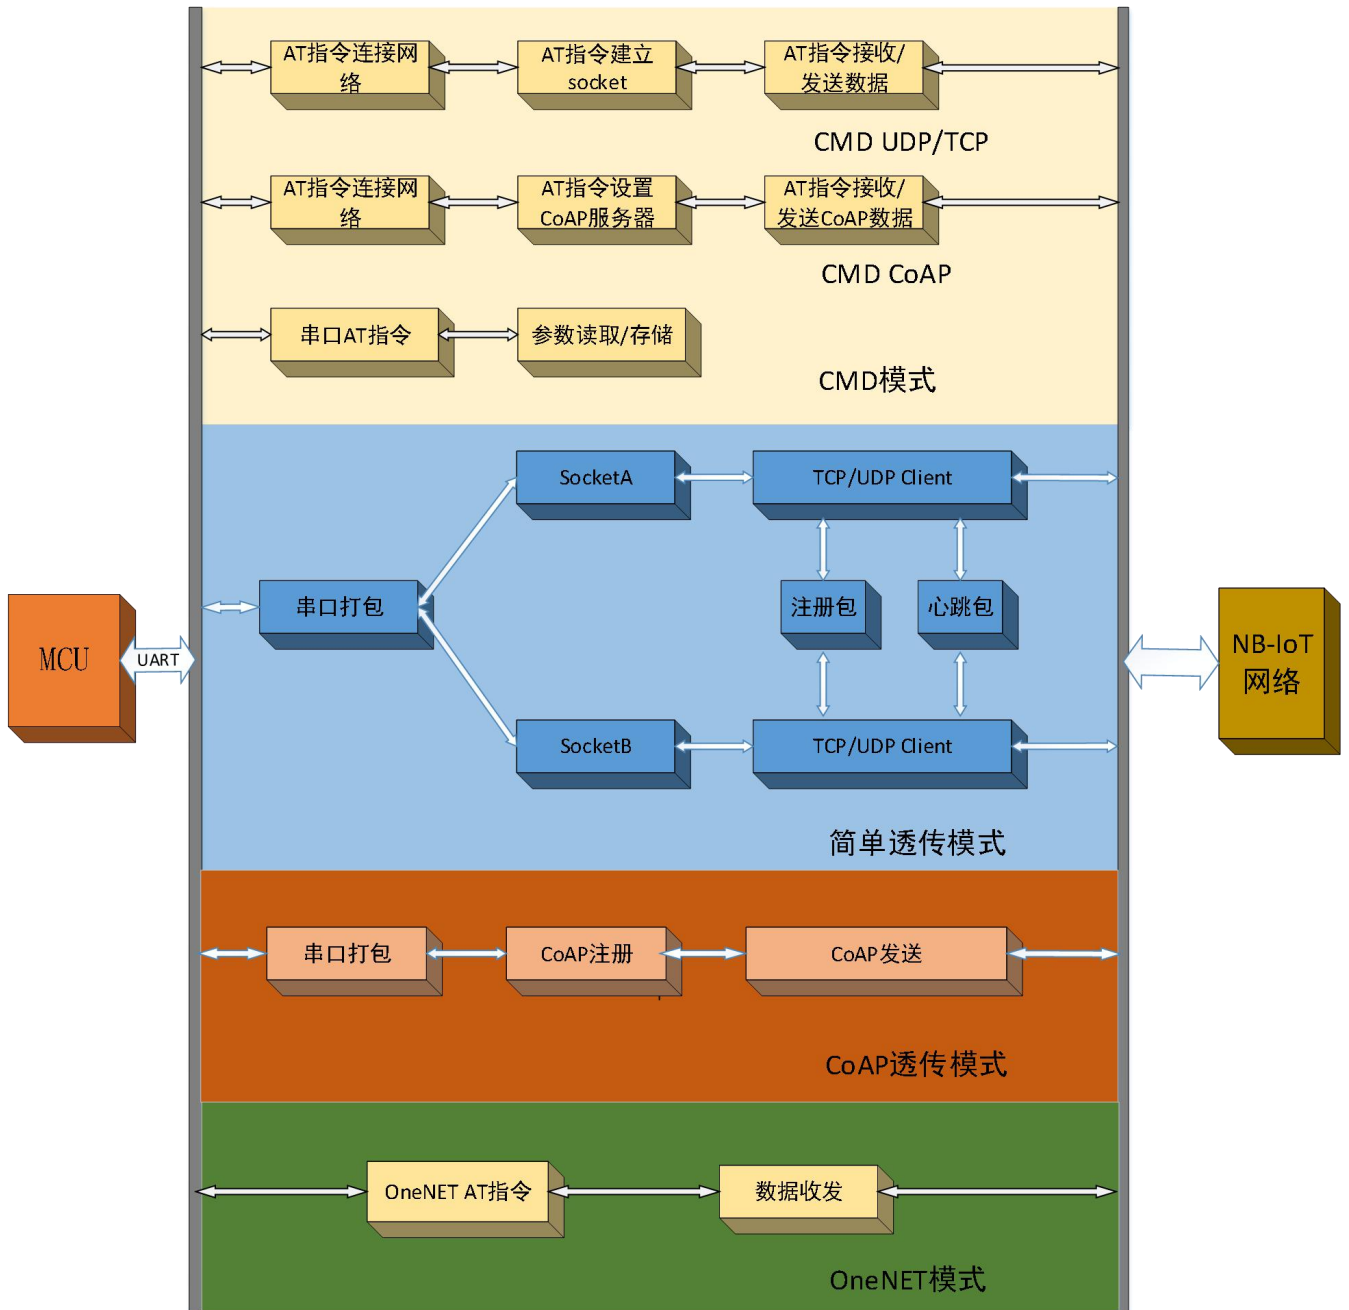 AT指令连接网
络
AT指令建立
socket
AT指令接收/
发送数据
CMD UDP/TCP
AT指令连接网
络
AT指令设置
CoAP服务器
AT指令接收/
发送CoAP数据
CMD CoAP
串口AT指令
参数读取/存储
CMD模式
SocketA
TCP/UDP Client
串口打包
注册包
心跳包
MCU
UART
NB-IoT
网络
SocketB
TCP/UDP Client
简单透传模式
串口打包
CoAP注册
CoAP发送
CoAP透传模式
OneNET AT指令
数据收发
OneNET模式